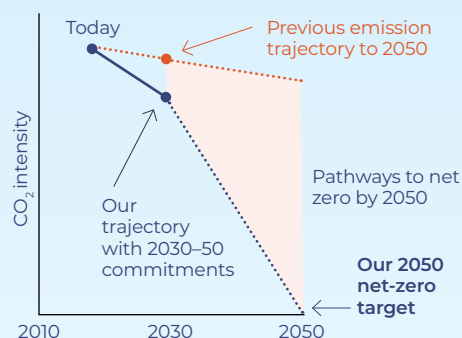 Today
Previous emission
trajectory to 2050
CO₂ intensity
Pathways to net
zero by 2050
Our
trajectory
with 2030–50
commitments
Our 2050
net-zero
target
2010
2030
2050